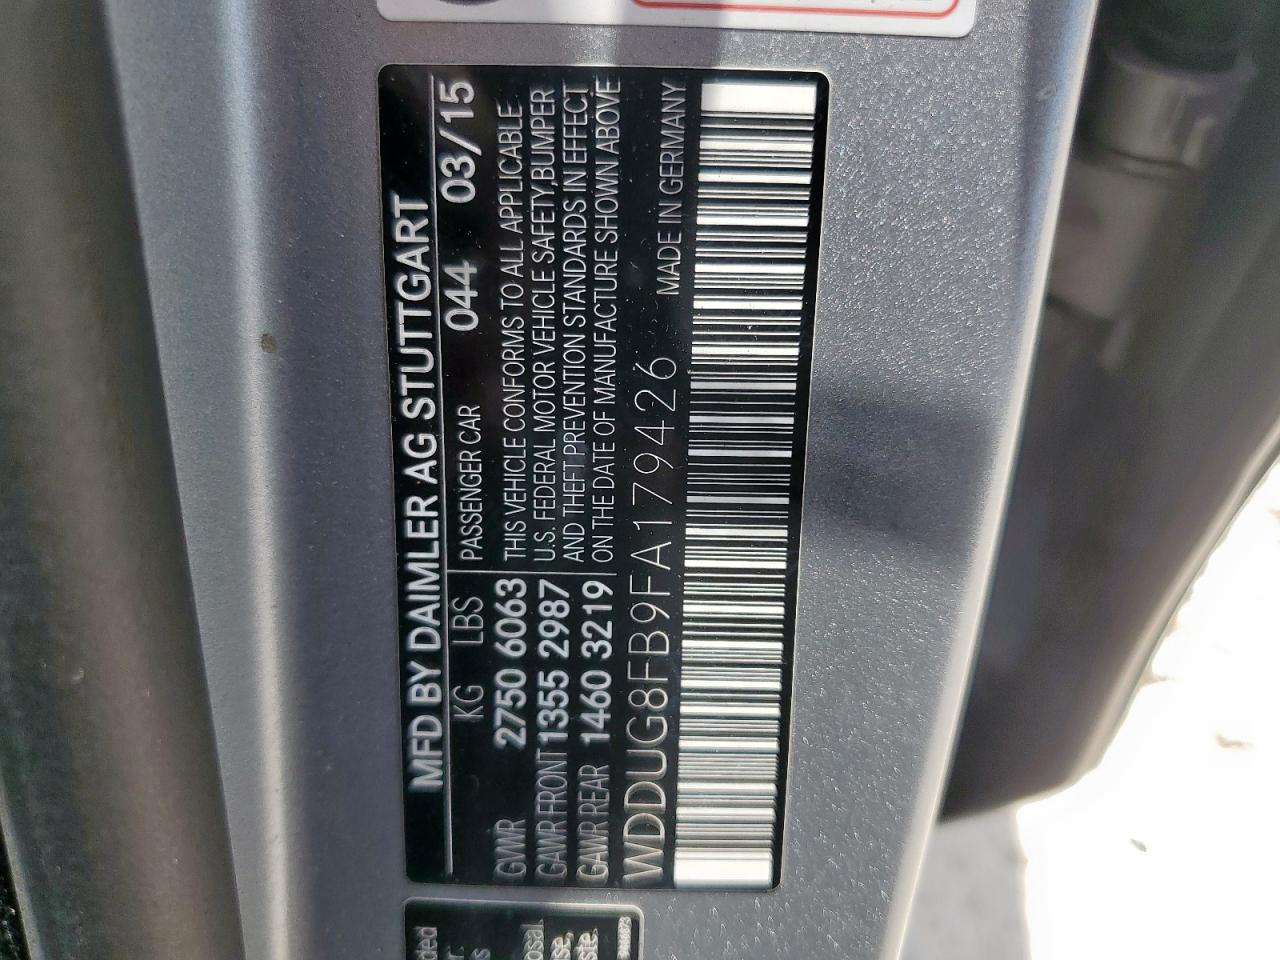 MFD BY DAIMLER AG STUTTGART
KG LBS PASSENGER CAR 044 03/15
GVWR 2750 6063 THIS VEHICLE CONFORMS TO ALL APPLICABLE
GAWR FRONT 1355 2987 U.S. FEDERAL MOTOR VEHICLE SAFETY,BUMPER
AND THEFT PREVENTION STANDARDS IN EFFECT
GAWR REAR 1460 3219 ON THE DATE OF MANUFACTURE SHOWN ABOVE
WDDUG8FB9FA179426 MADE IN GERMANY